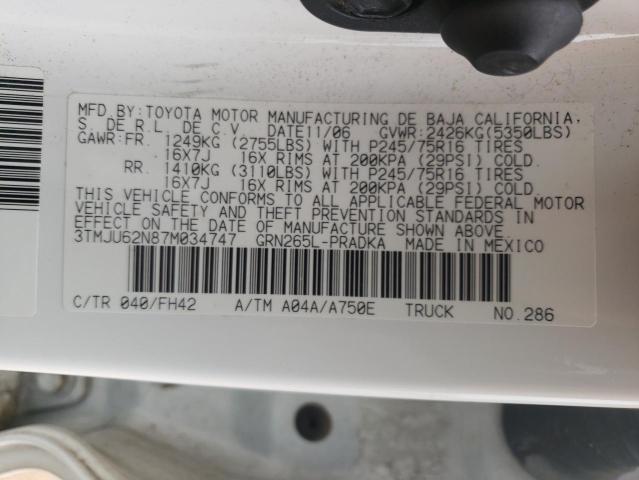 MFD.BY:TOYOTA MOTOR MANUFACTURING DE BAJA CALIFORNIA,
S. DE R.L. DE C.V. DATE11/06 GVWR:2426KG(5350LBS)
GAWR:FR. 1249KG (2755LBS) WITH P245/75R16 TIRES
16X7J 16X RIMS AT 200KPA (29PSI) COLD.
RR. 1410KG (3110LBS) WITH P245/75R16 TIRES
16X7J 16X RIMS AT 200KPA (29PSI) COLD.
THIS VEHICLE CONFORMS TO ALL APPLICABLE FEDERAL MOTOR
VEHICLE SAFETY AND THEFT PREVENTION STANDARDS IN
EFFECT ON THE DATE OF MANUFACTURE SHOWN ABOVE.
3TMJU62N87M034747 GRN265L-PRADKA MADE IN MEXICO
C/TR 040/FH42 A/TM A04A/A750E TRUCK NO.286